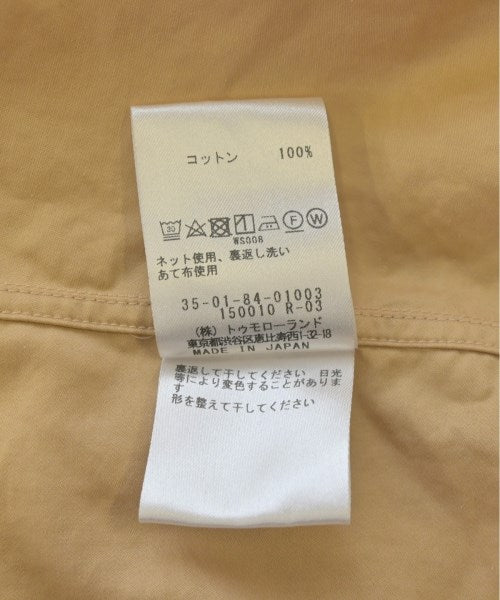 コットン 100%
30 F W
WS008
ネット使用、裏返し洗い
あて布使用
35-01-84-01003
150010 R-03
(株) トゥモローランド
東京都渋谷区恵比寿西1-32-18
MADE IN JAPAN
裏返して干してください 日光
等により変色することがありま
す
形を整えて干してください